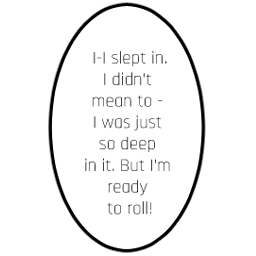 I-I slept in.
I didn't
mean to -
I was just
so deep
in it. But I'm
ready
to roll!